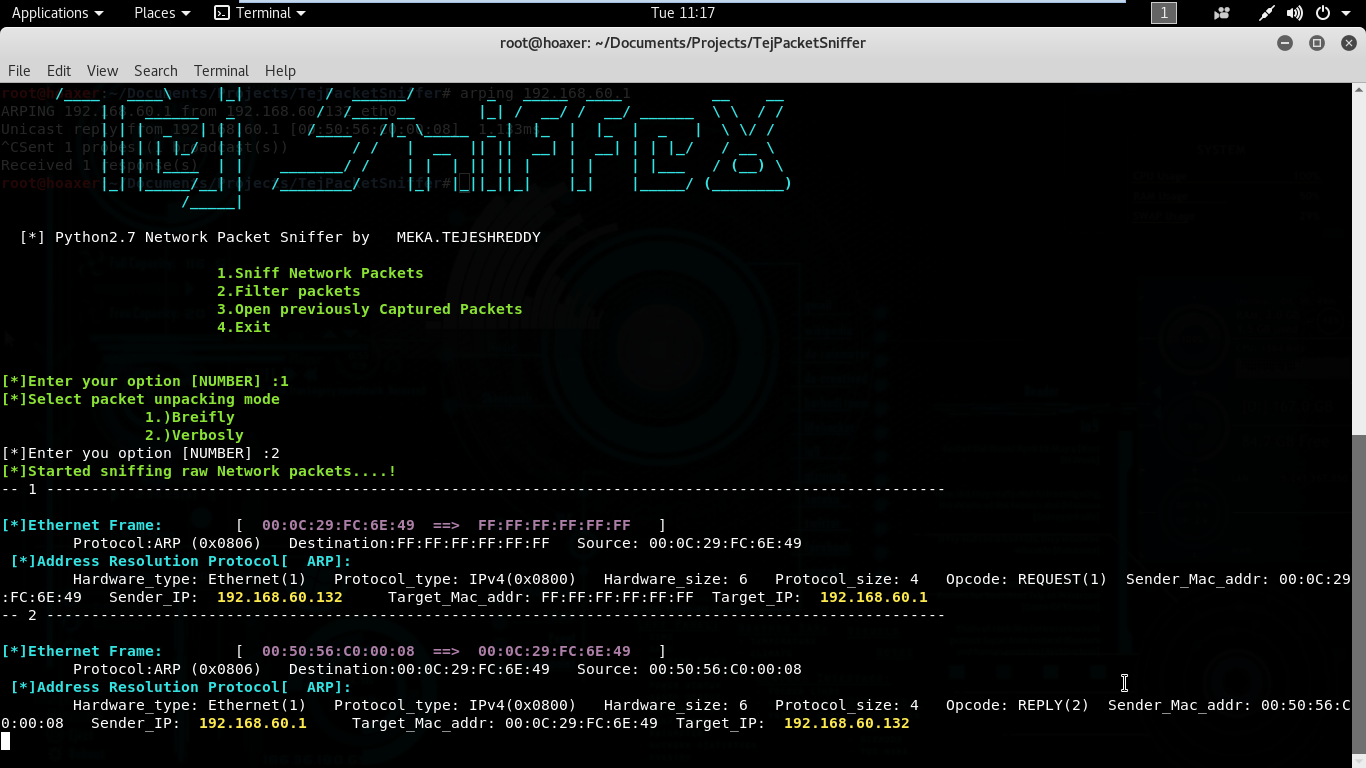 Applications Places Terminal Tue 11:17 1
root@hoaxer: ~/Documents/Projects/TejPacketSniffer
File Edit View Search Terminal Help
root@hoaxer:~/Documents/Projects/TejPacketSniffer# arping 192.168.60.1
ARPING 192.168.60.1 from 192.168.60.132 eth0
Unicast reply from 192.168.60.1 [00:50:56:C0:00:08]
^CSent 1 probes (1 broadcast(s))
Received 1 response(s)
root@hoaxer:~/Documents/Projects/TejPacketSniffer#
Tej SniffeX
[*] Python2.7 Network Packet Sniffer by MEKA.TEJESHREDDY
1.Sniff Network Packets
2.Filter packets
3.Open previously Captured Packets
4.Exit
[*]Enter your option [NUMBER] :1
[*]Select packet unpacking mode
1.)Breifly
2.)Verbosly
[*]Enter you option [NUMBER] :2
[*]Started sniffing raw Network packets....!
-- 1 ----------------------------------------------------------------------------------------------------
[*]Ethernet Frame: [ 00:0C:29:FC:6E:49 ==> FF:FF:FF:FF:FF:FF ]
Protocol:ARP (0x0806) Destination:FF:FF:FF:FF:FF:FF Source: 00:0C:29:FC:6E:49
[*]Address Resolution Protocol[ ARP]:
Hardware_type: Ethernet(1) Protocol_type: IPv4(0x0800) Hardware_size: 6 Protocol_size: 4 Opcode: REQUEST(1) Sender_Mac_addr: 00:0C:29
:FC:6E:49 Sender_IP: 192.168.60.132 Target_Mac_addr: FF:FF:FF:FF:FF:FF Target_IP: 192.168.60.1
-- 2 ----------------------------------------------------------------------------------------------------
[*]Ethernet Frame: [ 00:50:56:C0:00:08 ==> 00:0C:29:FC:6E:49 ]
Protocol:ARP (0x0806) Destination:00:0C:29:FC:6E:49 Source: 00:50:56:C0:00:08
[*]Address Resolution Protocol[ ARP]:
Hardware_type: Ethernet(1) Protocol_type: IPv4(0x0800) Hardware_size: 6 Protocol_size: 4 Opcode: REPLY(2) Sender_Mac_addr: 00:50:56:C
0:00:08 Sender_IP: 192.168.60.1 Target_Mac_addr: 00:0C:29:FC:6E:49 Target_IP: 192.168.60.132